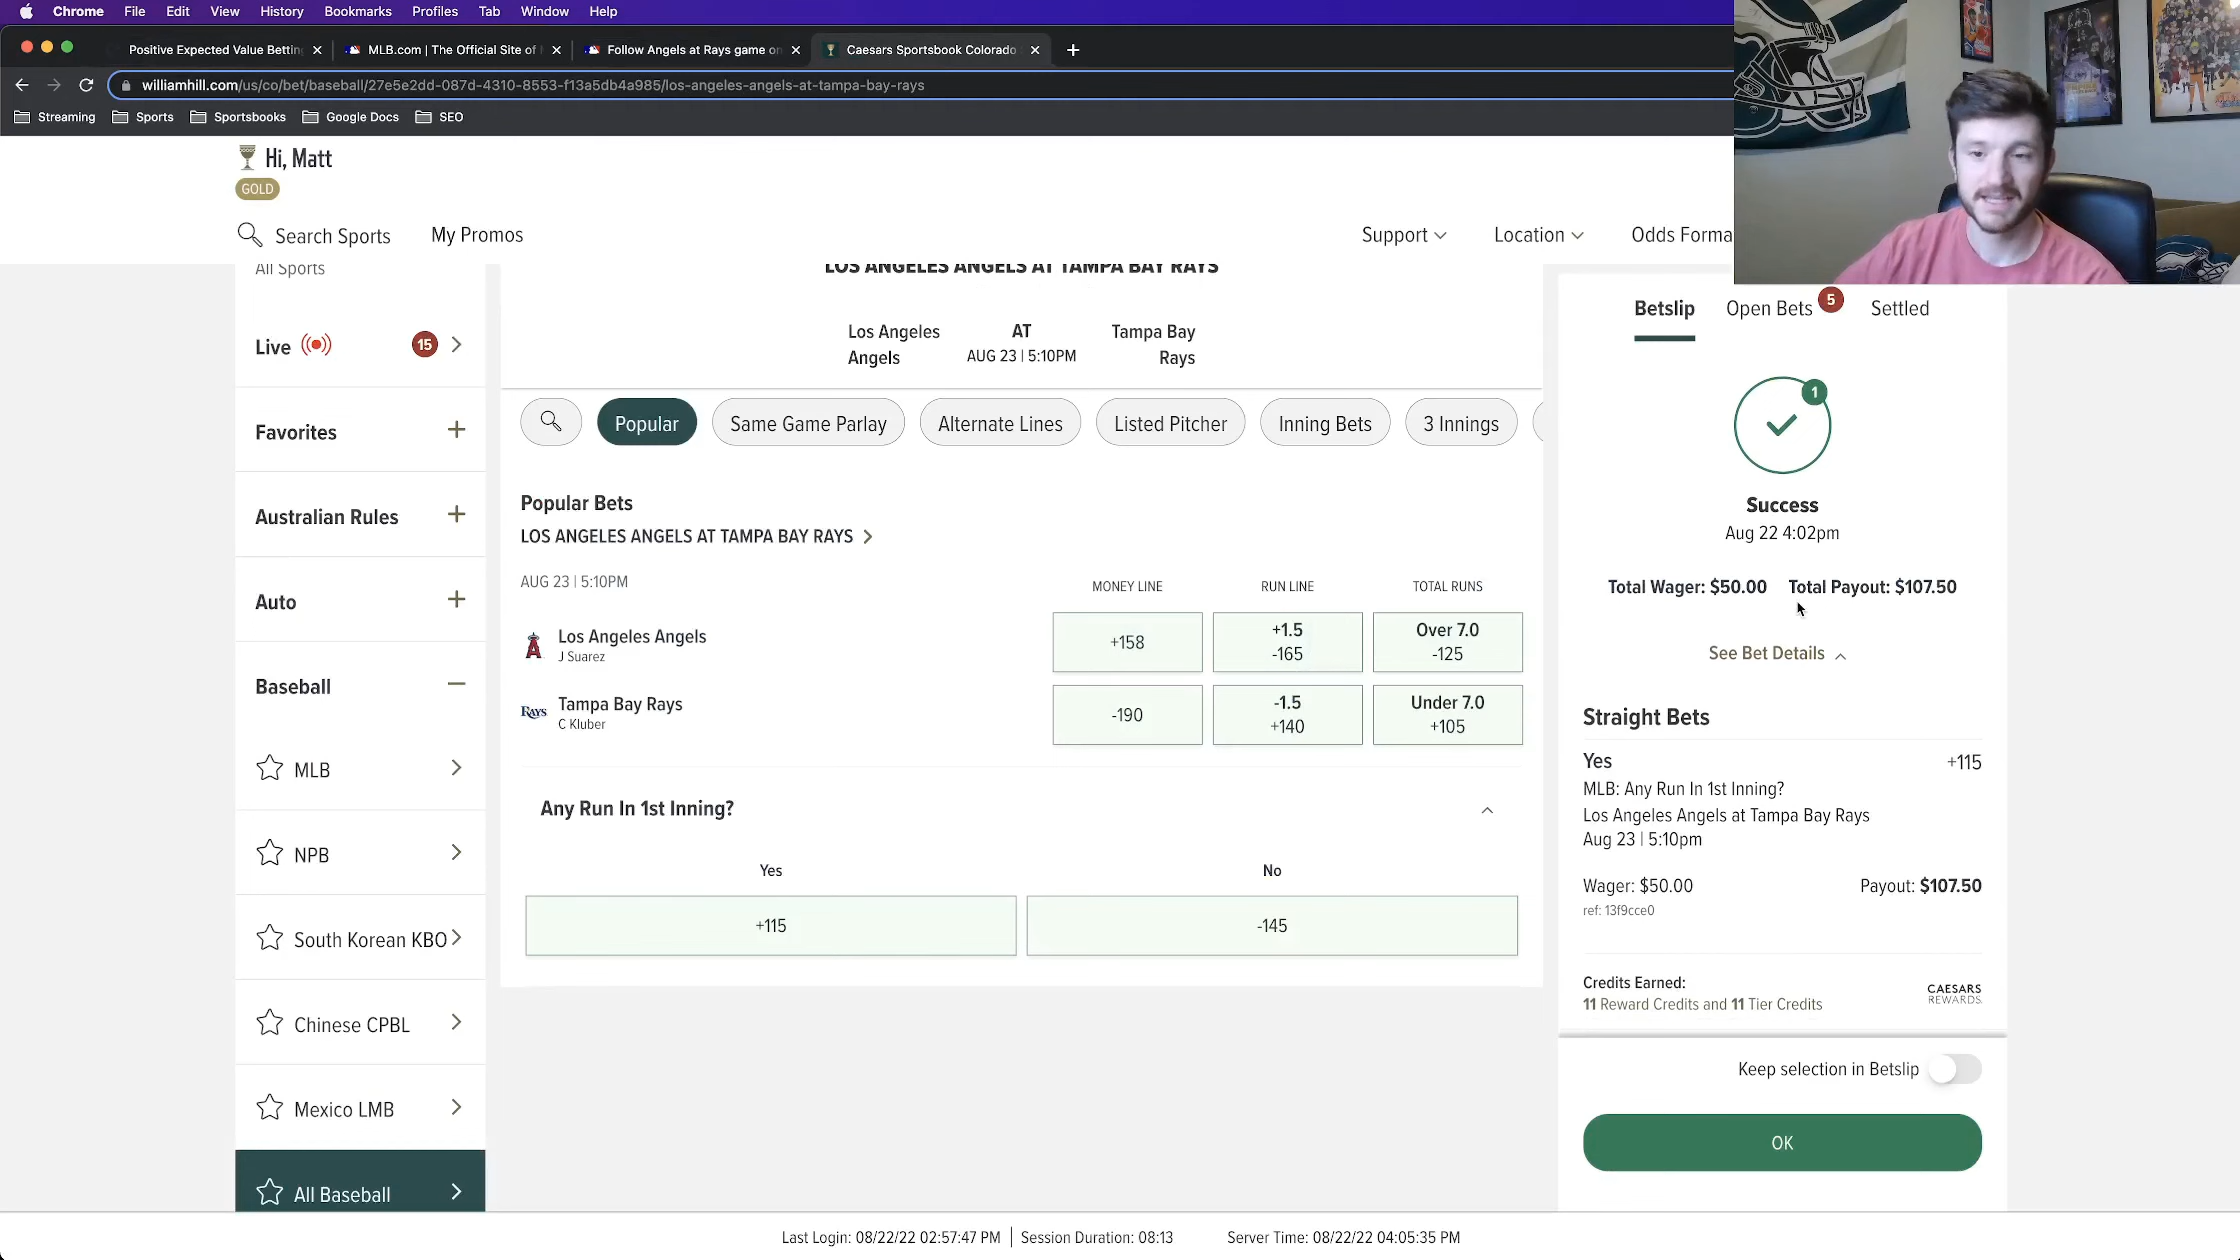 Chrome File Edit View History Bookmarks Profiles Tab Window Help
Positive Expected Value Betting MLB.com | The Official Site of Follow Angels at Rays game on Caesars Sportsbook Colorado
williamhill.com/us/co/bet/baseball/27e5e2dd-087d-4310-8553-f13a5db4a985/los-angeles-angels-at-tampa-bay-rays
Streaming Sports Sportsbooks Google Docs SEO
Hi, Matt
GOLD
Search Sports My Promos Support Location Odds Forma
All Sports
Live 15
Favorites
Australian Rules
Auto
Baseball
MLB
NPB
South Korean KBO
Chinese CPBL
Mexico LMB
All Baseball
LOS ANGELES ANGELS AT TAMPA BAY RAYS
Los Angeles Angels
AT
AUG 23 | 5:10PM
Tampa Bay Rays
Popular Same Game Parlay Alternate Lines Listed Pitcher Inning Bets 3 Innings
Popular Bets
LOS ANGELES ANGELS AT TAMPA BAY RAYS
AUG 23 | 5:10PM MONEY LINE RUN LINE TOTAL RUNS
Los Angeles Angels
J Suarez
+158
+1.5
-165
Over 7.0
-125
RAYS
Tampa Bay Rays
C Kluber
-190
-1.5
+140
Under 7.0
+105
Any Run In 1st Inning?
Yes No
+115 -145
Betslip Open Bets 5 Settled
1
Success
Aug 22 4:02pm
Total Wager: $50.00 Total Payout: $107.50
See Bet Details
Straight Bets
Yes +115
MLB: Any Run In 1st Inning?
Los Angeles Angels at Tampa Bay Rays
Aug 23 | 5:10pm
Wager: $50.00 Payout: $107.50
ref: 13f9cce0
Credits Earned:
11 Reward Credits and 11 Tier Credits
CAESARS
REWARDS
Keep selection in Betslip
OK
Last Login: 08/22/22 02:57:47 PM | Session Duration: 08:13 Server Time: 08/22/22 04:05:35 PM